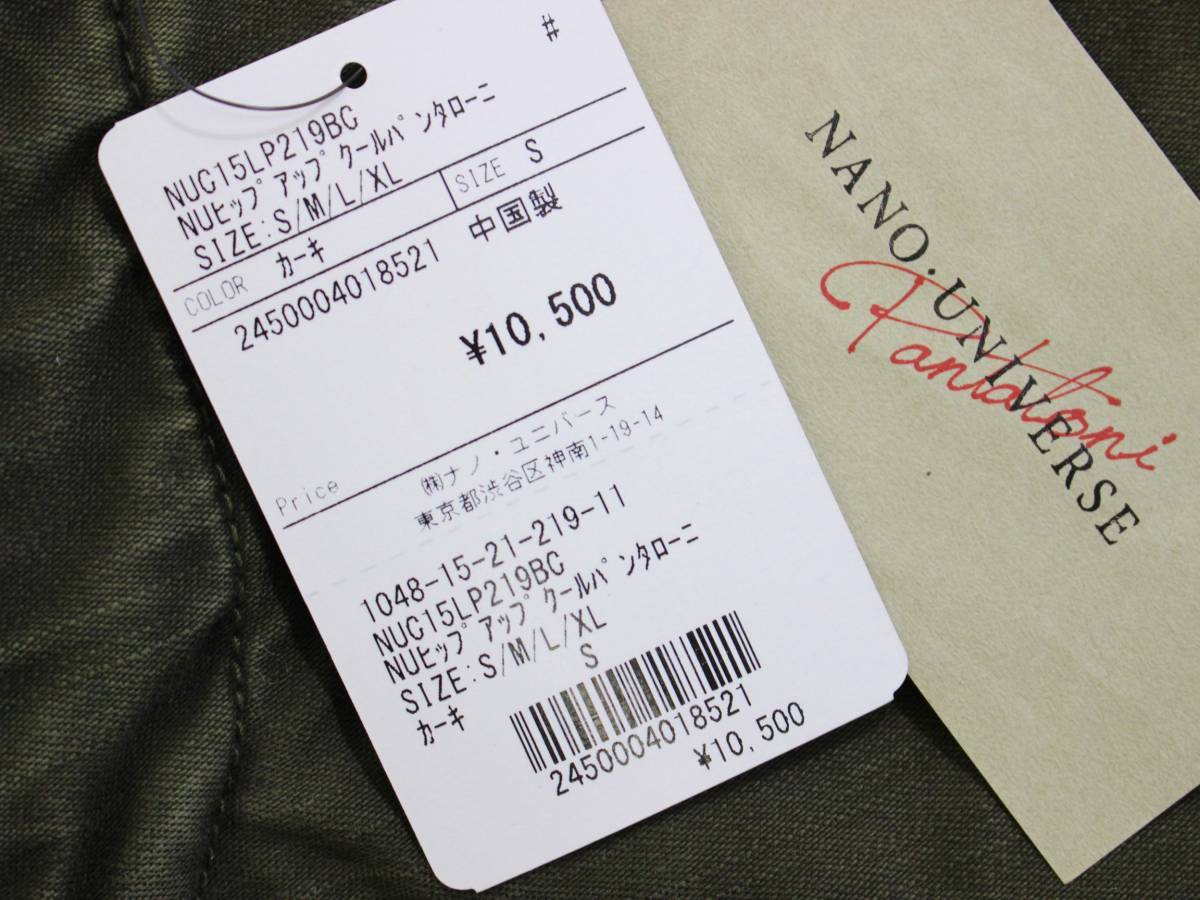 #
NUC15LP219BC
NUﾋｯﾌﾟｱｯﾌﾟｸｰﾙﾊﾟﾝﾀﾛｰﾆ
SIZE:S/M/L/XL
COLOR ｶｰｷ SIZE S
2450004018521 中国製
¥10,500
Price
㈱ナノ・ユニバース
東京都渋谷区神南1-19-14
1048-15-21-219-11
NUC15LP219BC
NUﾋｯﾌﾟｱｯﾌﾟｸｰﾙﾊﾟﾝﾀﾛｰﾆ
SIZE:S/M/L/XL
ｶｰｷ S
2450004018521
¥10,500
NANO・UNIVERSE
Pantaloni